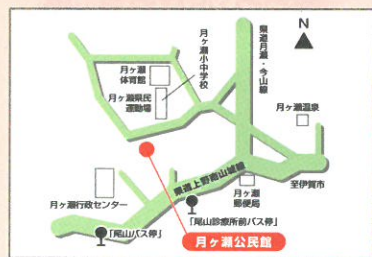 N
月ヶ瀬
体育館
月ヶ瀬小中学校
月ヶ瀬県民
運動場
県道月瀬・今山線
月ヶ瀬温泉
県道上野南山城線
至伊賀市
月ヶ瀬
郵便局
月ヶ瀬行政センター
「尾山診療所前バス停」
「尾山バス停」
月ヶ瀬公民館